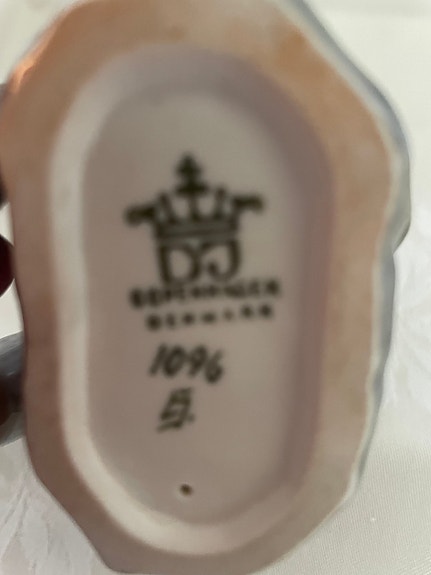 DJ
COPENHAGEN
DENMARK
1096